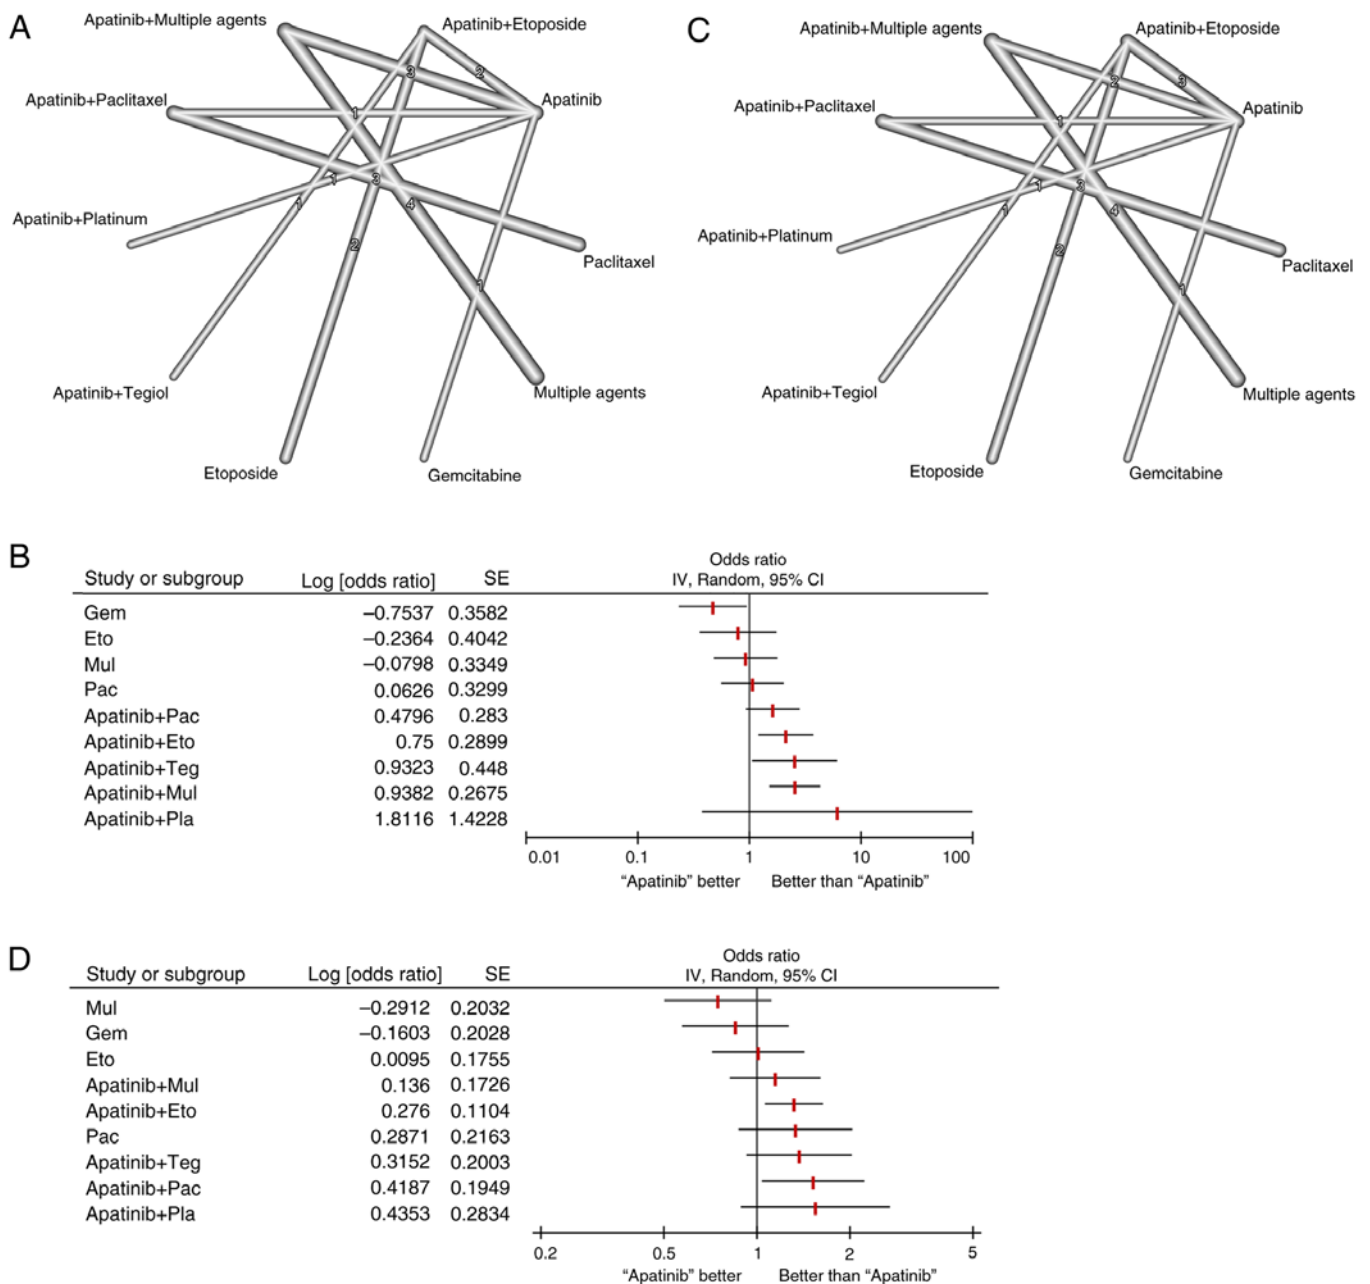 A
Apatinib+Multiple agents
Apatinib+Etoposide
Apatinib+Paclitaxel
Apatinib
3
2
1
1
3
1
4
2
1
Apatinib+Platinum
Paclitaxel
Apatinib+Tegiol
Multiple agents
Etoposide
Gemcitabine
C
Apatinib+Multiple agents
Apatinib+Etoposide
Apatinib+Paclitaxel
Apatinib
2
3
1
1
3
1
4
2
1
Apatinib+Platinum
Paclitaxel
Apatinib+Tegiol
Multiple agents
Etoposide
Gemcitabine
B
Odds ratio
Study or subgroup Log [odds ratio] SE IV, Random, 95% CI
Gem −0.7537 0.3582
Eto −0.2364 0.4042
Mul −0.0798 0.3349
Pac 0.0626 0.3299
Apatinib+Pac 0.4796 0.283
Apatinib+Eto 0.75 0.2899
Apatinib+Teg 0.9323 0.448
Apatinib+Mul 0.9382 0.2675
Apatinib+Pla 1.8116 1.4228
0.01 0.1 1 10 100
“Apatinib” better Better than “Apatinib”
D
Odds ratio
Study or subgroup Log [odds ratio] SE IV, Random, 95% CI
Mul −0.2912 0.2032
Gem −0.1603 0.2028
Eto 0.0095 0.1755
Apatinib+Mul 0.136 0.1726
Apatinib+Eto 0.276 0.1104
Pac 0.2871 0.2163
Apatinib+Teg 0.3152 0.2003
Apatinib+Pac 0.4187 0.1949
Apatinib+Pla 0.4353 0.2834
0.2 0.5 1 2 5
“Apatinib” better Better than “Apatinib”